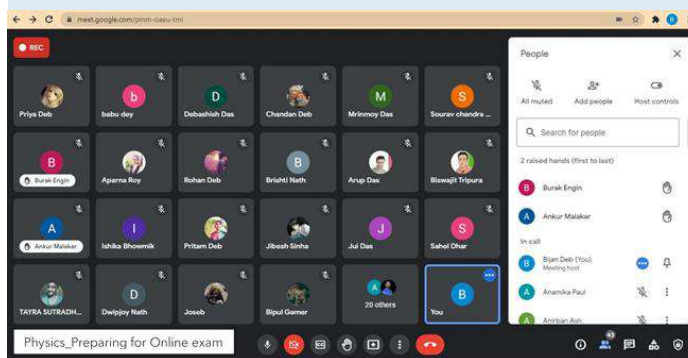 meet.google.com/pmm-oaeu-tmi
B
REC
Priya Deb
b
babu dey
D
Debashish Das
Chandan Deb
M
Mrinmoy Das
S
Sourav chandra ...
B
Burak Engin
Aparna Roy
Rohan Deb
B
Brishti Nath
Arup Das
Biswajit Tripura
A
Ankur Malakar
I
Ishika Bhowmik
Pritam Deb
Jibesh Sinha
J
Jui Das
S
Sahel Dhar
TAYRA SUTRADH...
D
Dwipjoy Nath
Joseb
Bipul Gamer
A
20 others
B
You
Physics_Preparing for Online exam
People
All muted
Add people
Host controls
Search for people
2 raised hands (first to last)
B
Burak Engin
A
Ankur Malakar
In call
B
Bijan Deb (You)
Meeting host
A
Anamika Paul
A
Anirban Ash
43